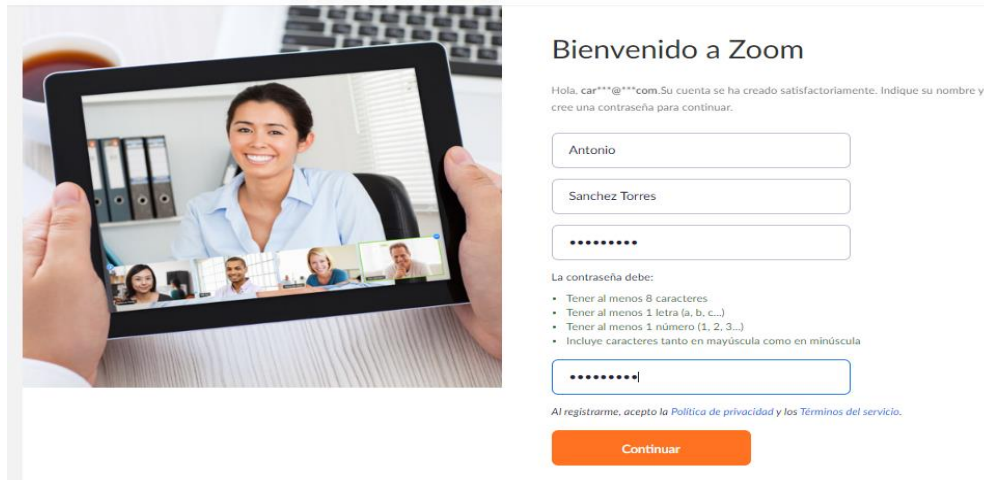 Bienvenido a Zoom
Hola, car***@***com.Su cuenta se ha creado satisfactoriamente. Indique su nombre y
cree una contraseña para continuar.
Antonio
Sanchez Torres
•••••••••
La contraseña debe:
• Tener al menos 8 caracteres
• Tener al menos 1 letra (a, b, c...)
• Tener al menos 1 número (1, 2, 3...)
• Incluye caracteres tanto en mayúscula como en minúscula
•••••••••
Al registrarme, acepto la Política de privacidad y los Términos del servicio.
Continuar